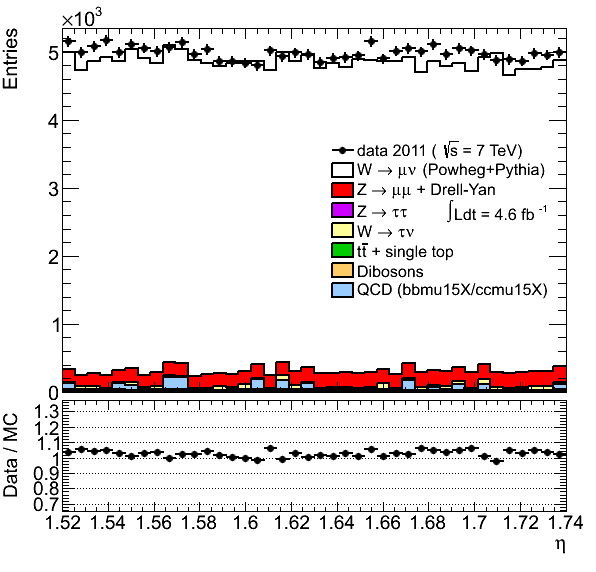 ×10³
Entries
5
4
3
2
1
0
data 2011 ( √s = 7 TeV)
W → μν (Powheg+Pythia)
Z → μμ + Drell-Yan
Z → ττ
∫Ldt = 4.6 fb⁻¹
W → τν
tt̄ + single top
Dibosons
QCD (bbmu15X/ccmu15X)
Data / MC
1.3
1.2
1.1
1
0.9
0.8
0.7
1.52 1.54 1.56 1.58 1.6 1.62 1.64 1.66 1.68 1.7 1.72 1.74
η